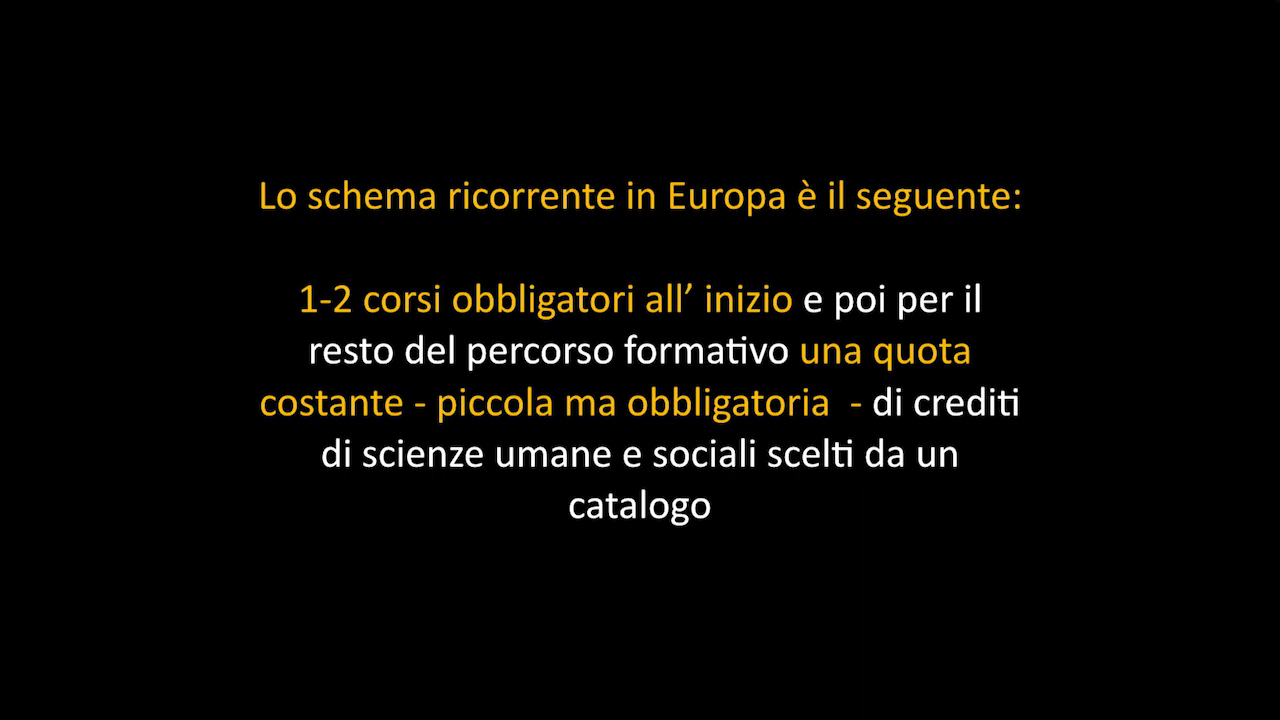 Lo schema ricorrente in Europa è il seguente:
1-2 corsi obbligatori all’ inizio e poi per il
resto del percorso formativo una quota
costante - piccola ma obbligatoria  - di crediti
di scienze umane e sociali scelti da un
catalogo